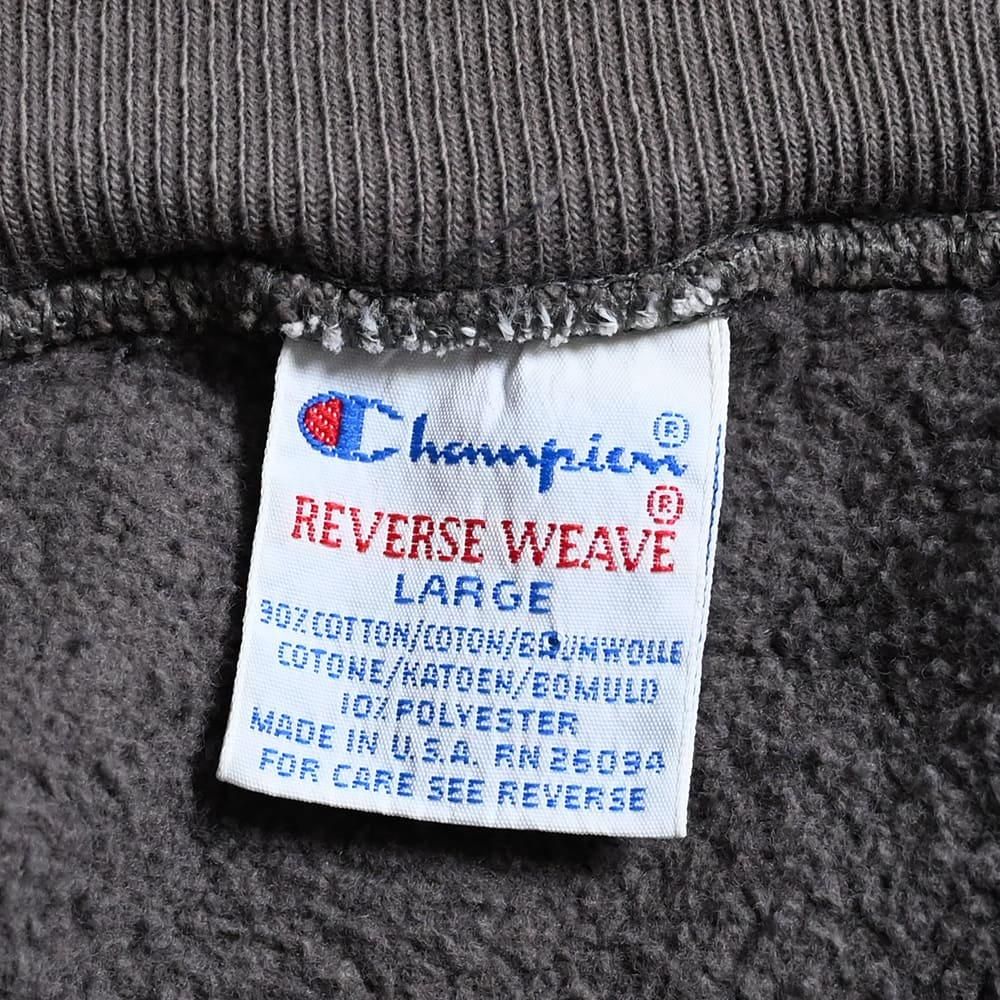 Champion®
REVERSE WEAVE®
LARGE
90% COTTON/COTON/BAUMWOLLE
COTONE/KATOEN/BOMULD
10% POLYESTER
MADE IN U.S.A. RN 26094
FOR CARE SEE REVERSE